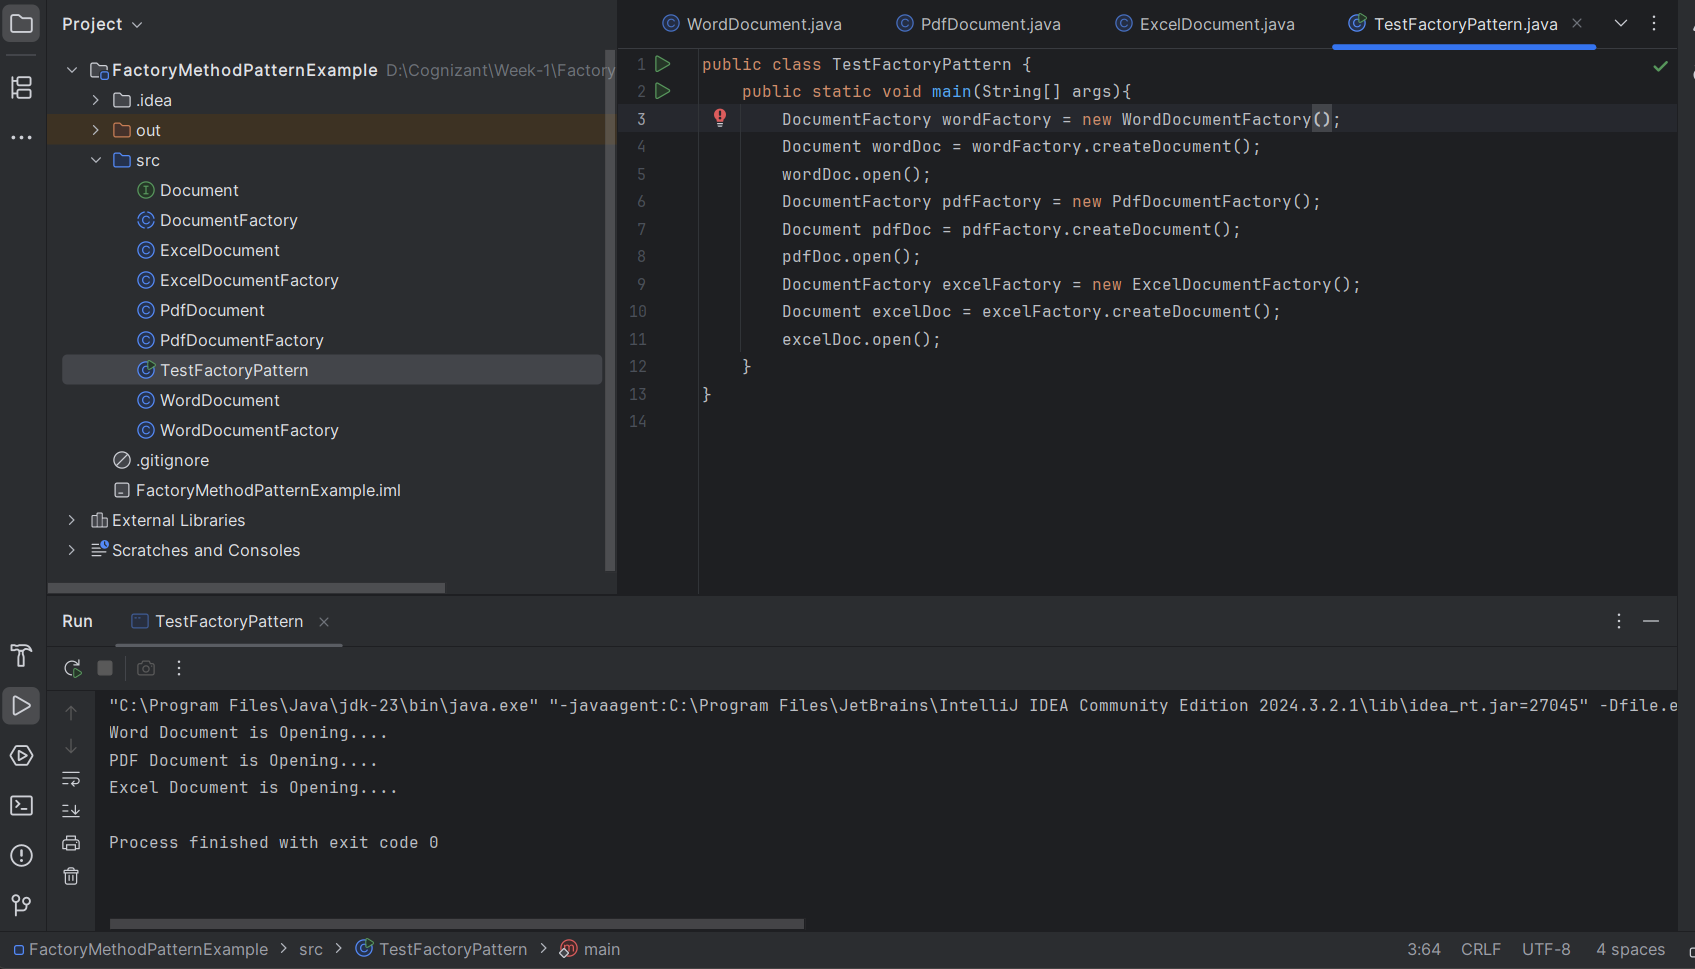 Project
FactoryMethodPatternExample D:\Cognizant\Week-1\Factory
.idea
out
src
Document
DocumentFactory
ExcelDocument
ExcelDocumentFactory
PdfDocument
PdfDocumentFactory
TestFactoryPattern
WordDocument
WordDocumentFactory
.gitignore
FactoryMethodPatternExample.iml
External Libraries
Scratches and Consoles
WordDocument.java PdfDocument.java ExcelDocument.java TestFactoryPattern.java
1 public class TestFactoryPattern {
2 public static void main(String[] args){
3 DocumentFactory wordFactory = new WordDocumentFactory();
4 Document wordDoc = wordFactory.createDocument();
5 wordDoc.open();
6 DocumentFactory pdfFactory = new PdfDocumentFactory();
7 Document pdfDoc = pdfFactory.createDocument();
8 pdfDoc.open();
9 DocumentFactory excelFactory = new ExcelDocumentFactory();
10 Document excelDoc = excelFactory.createDocument();
11 excelDoc.open();
12 }
13 }
14
Run TestFactoryPattern
"C:\Program Files\Java\jdk-23\bin\java.exe" "-javaagent:C:\Program Files\JetBrains\IntelliJ IDEA Community Edition 2024.3.2.1\lib\idea_rt.jar=27045" -Dfile.e
Word Document is Opening....
PDF Document is Opening....
Excel Document is Opening....
Process finished with exit code 0
FactoryMethodPatternExample > src > TestFactoryPattern > main 3:64 CRLF UTF-8 4 spaces